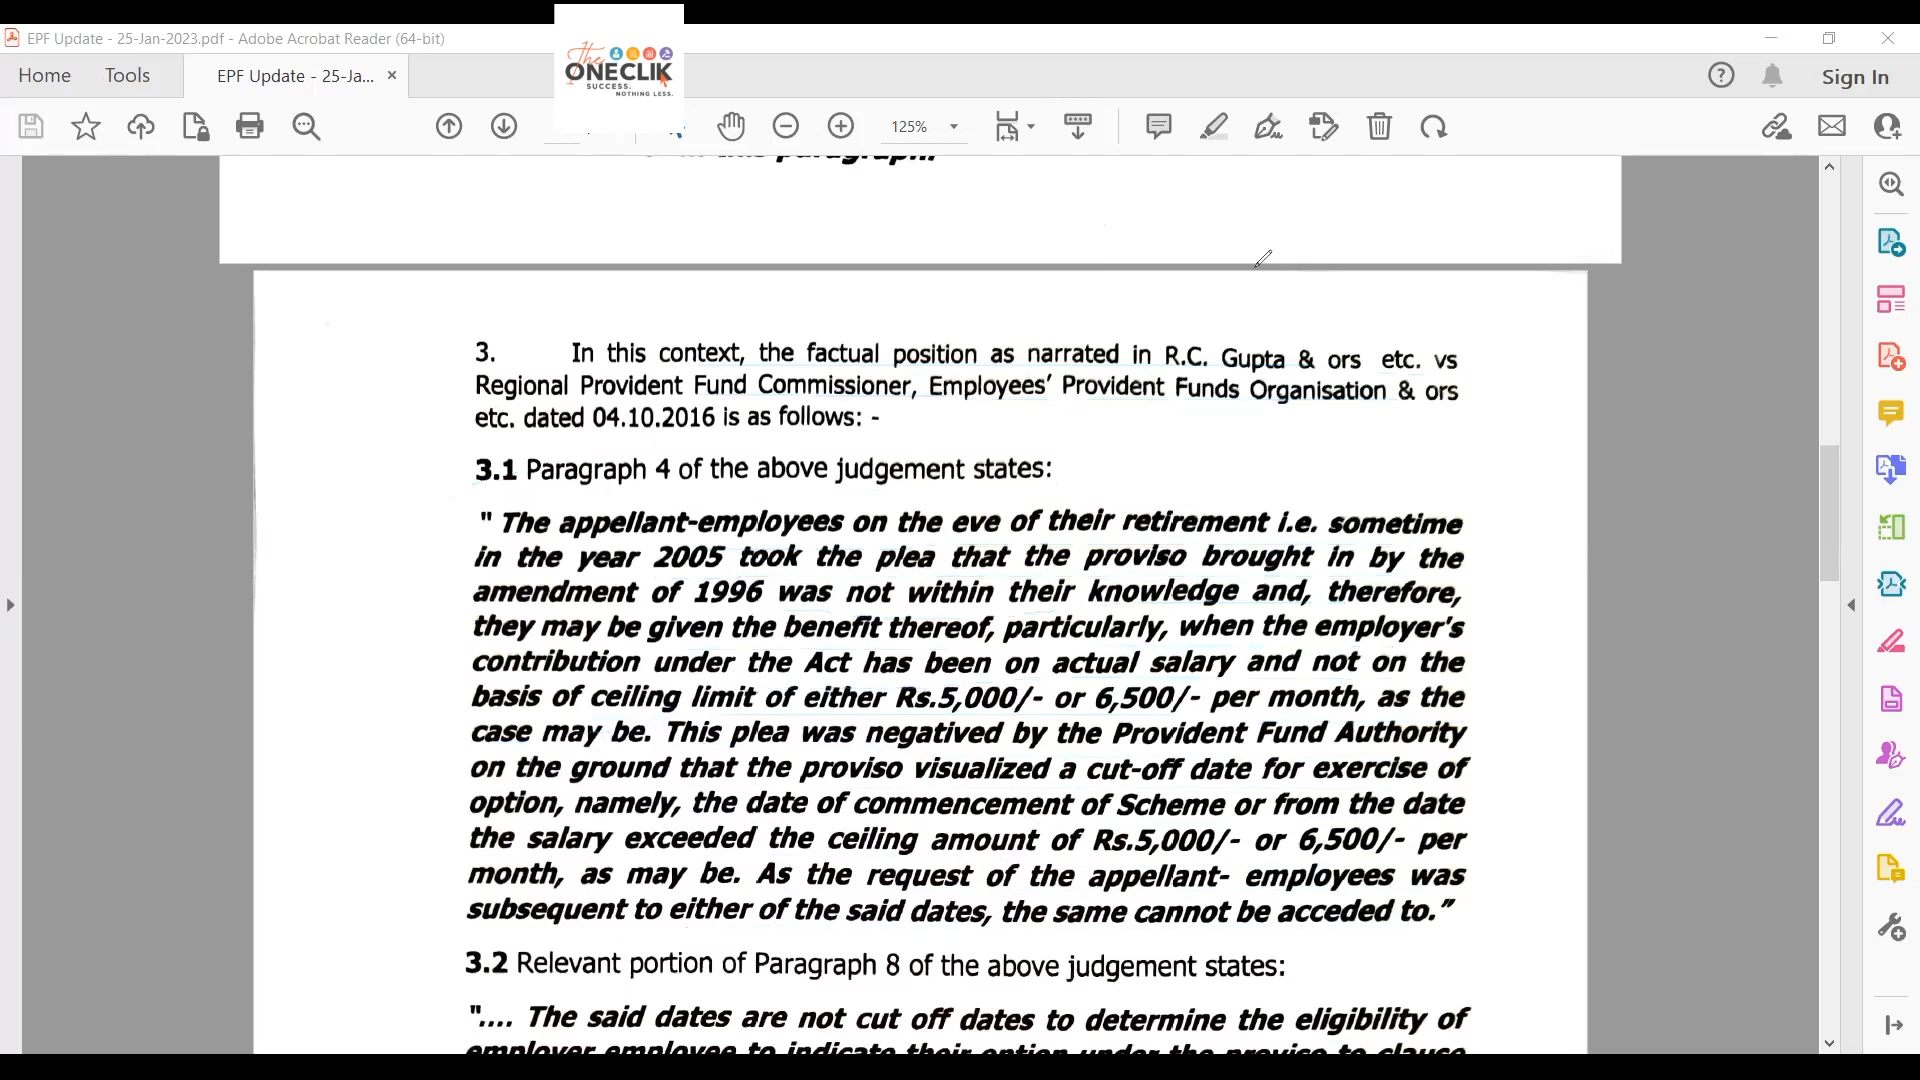 EPF Update - 25-Jan-2023.pdf - Adobe Acrobat Reader (64-bit)
Home
Tools
EPF Update - 25-Ja...
The
ONECLIK
SUCCESS.
NOTHING LESS.
Sign In
125%
3. In this context, the factual position as narrated in R.C. Gupta & ors etc. vs
Regional Provident Fund Commissioner, Employees' Provident Funds Organisation & ors
etc. dated 04.10.2016 is as follows: -
3.1 Paragraph 4 of the above judgement states:
" The appellant-employees on the eve of their retirement i.e. sometime
in the year 2005 took the plea that the proviso brought in by the
amendment of 1996 was not within their knowledge and, therefore,
they may be given the benefit thereof, particularly, when the employer's
contribution under the Act has been on actual salary and not on the
basis of ceiling limit of either Rs.5,000/- or 6,500/- per month, as the
case may be. This plea was negatived by the Provident Fund Authority
on the ground that the proviso visualized a cut-off date for exercise of
option, namely, the date of commencement of Scheme or from the date
the salary exceeded the ceiling amount of Rs.5,000/- or 6,500/- per
month, as may be. As the request of the appellant- employees was
subsequent to either of the said dates, the same cannot be acceded to."
3.2 Relevant portion of Paragraph 8 of the above judgement states:
".... The said dates are not cut off dates to determine the eligibility of
employer employee to indicate their option under the proviso to clause